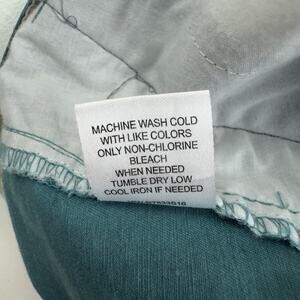 MACHINE WASH COLD
WITH LIKE COLORS
ONLY NON-CHLORINE
BLEACH
WHEN NEEDED
TUMBLE DRY LOW
COOL IRON IF NEEDED